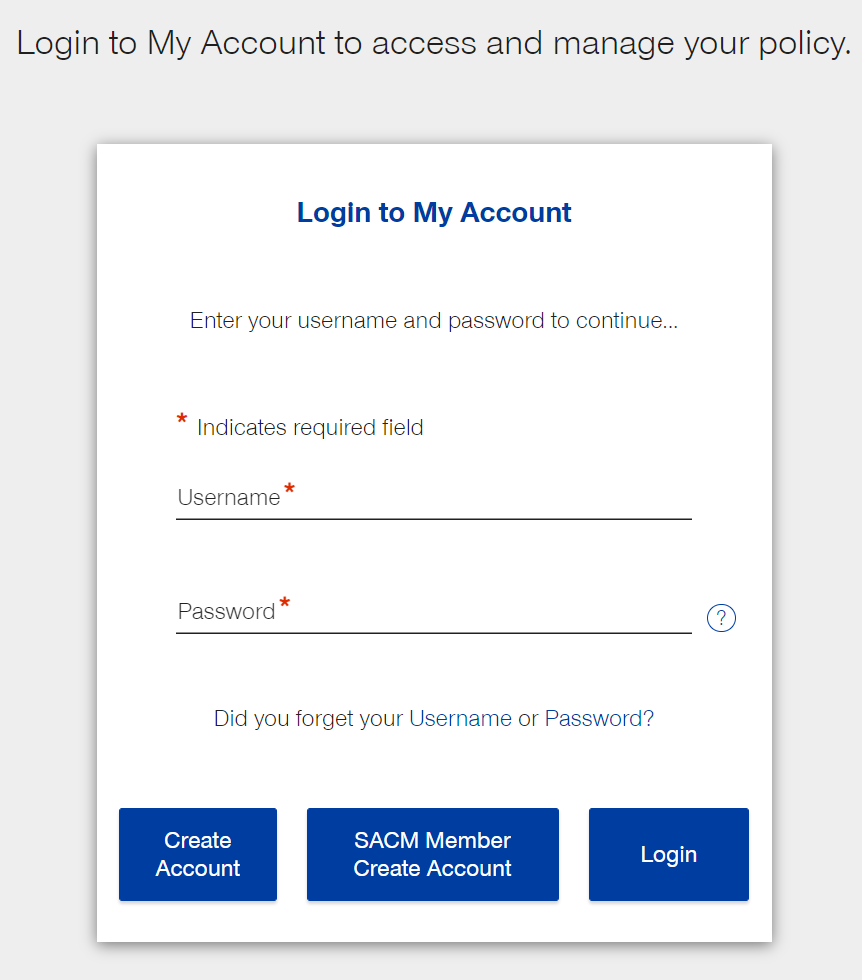 Login to My Account to access and manage your policy.
Login to My Account
Enter your username and password to continue...
* Indicates required field
Username*
Password*
?
Did you forget your Username or Password?
Create
Account
SACM Member
Create Account
Login